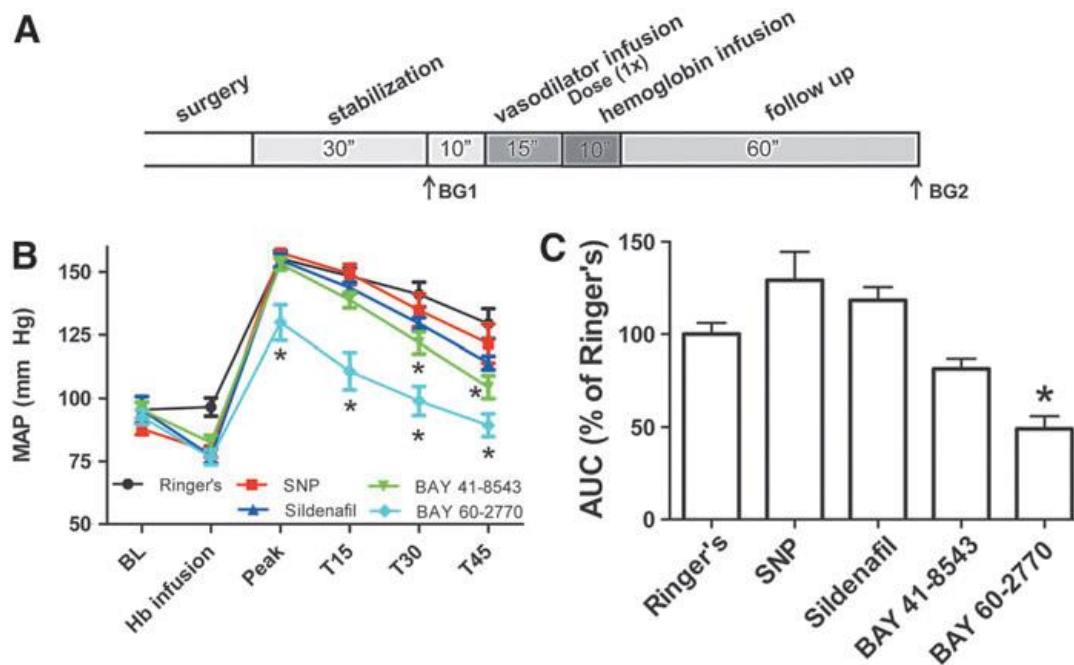 A
surgery
stabilization
vasodilator infusion
Dose (1x)
hemoglobin infusion
follow up
30”
10”
15”
10”
60”
BG1
BG2
B
MAP (mm Hg)
150
125
100
75
50
Ringer's
SNP
BAY 41-8543
Sildenafil
BAY 60-2770
*
*
*
*
*
*
BL
Hb infusion
Peak
T15
T30
T45
C
AUC (% of Ringer's)
150
100
50
0
*
Ringer's
SNP
Sildenafil
BAY 41-8543
BAY 60-2770